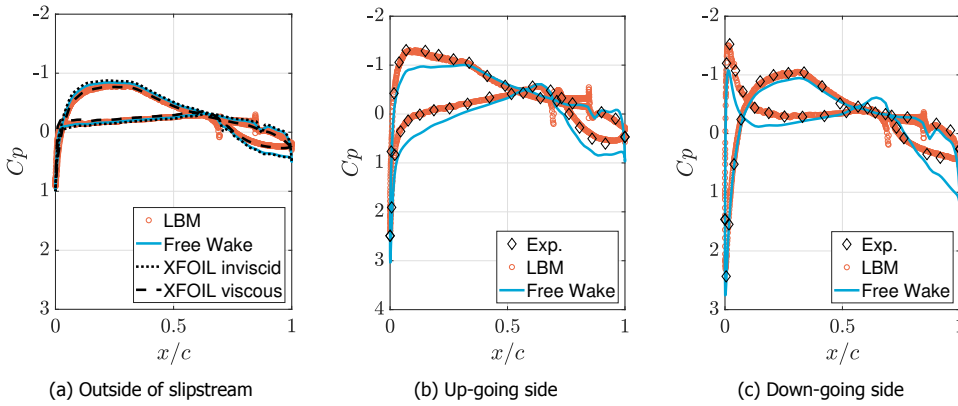 -2
-1
0
1
2
3
Cp
0
0.5
1
x/c
LBM
Free Wake
XFOIL inviscid
XFOIL viscous
(a) Outside of slipstream
-2
-1
0
1
2
3
4
Cp
0
0.5
1
x/c
Exp.
LBM
Free Wake
(b) Up-going side
-2
-1
0
1
2
3
Cp
0
0.5
1
x/c
Exp.
LBM
Free Wake
(c) Down-going side